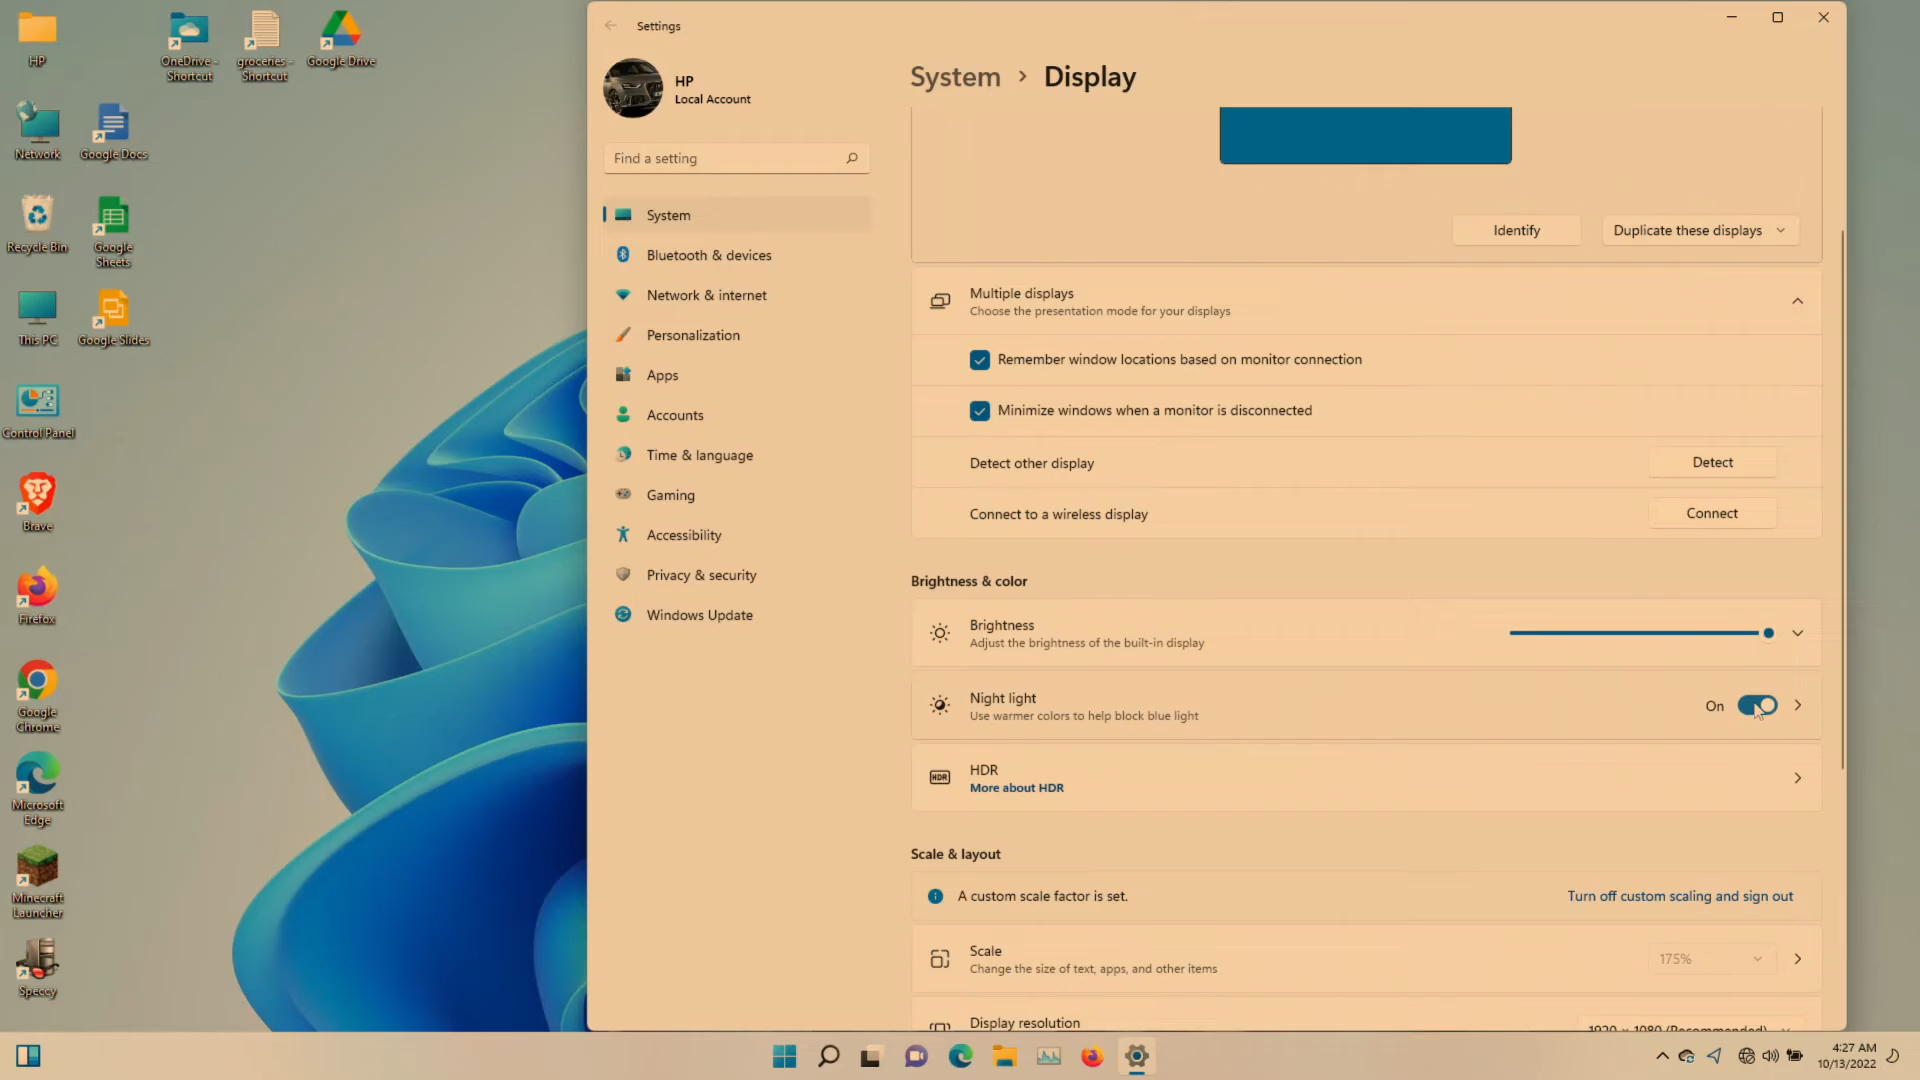 HP
OneDrive -
Shortcut
groceries -
Shortcut
Google Drive
Network
Google Docs
Recycle Bin
Google
Sheets
This PC
Google Slides
Control Panel
Brave
Firefox
Google
Chrome
Microsoft
Edge
Minecraft
Launcher
Speccy
Settings
HP
Local Account
Find a setting
System
Bluetooth & devices
Network & internet
Personalization
Apps
Accounts
Time & language
Gaming
Accessibility
Privacy & security
Windows Update
System > Display
Identify
Duplicate these displays
Multiple displays
Choose the presentation mode for your displays
Remember window locations based on monitor connection
Minimize windows when a monitor is disconnected
Detect other display
Detect
Connect to a wireless display
Connect
Brightness & color
Brightness
Adjust the brightness of the built-in display
Night light
Use warmer colors to help block blue light
On
HDR
HDR
More about HDR
Scale & layout
A custom scale factor is set.
Turn off custom scaling and sign out
Scale
Change the size of text, apps, and other items
175%
Display resolution
1920 × 1080 (Recommended)
4:27 AM
10/13/2022